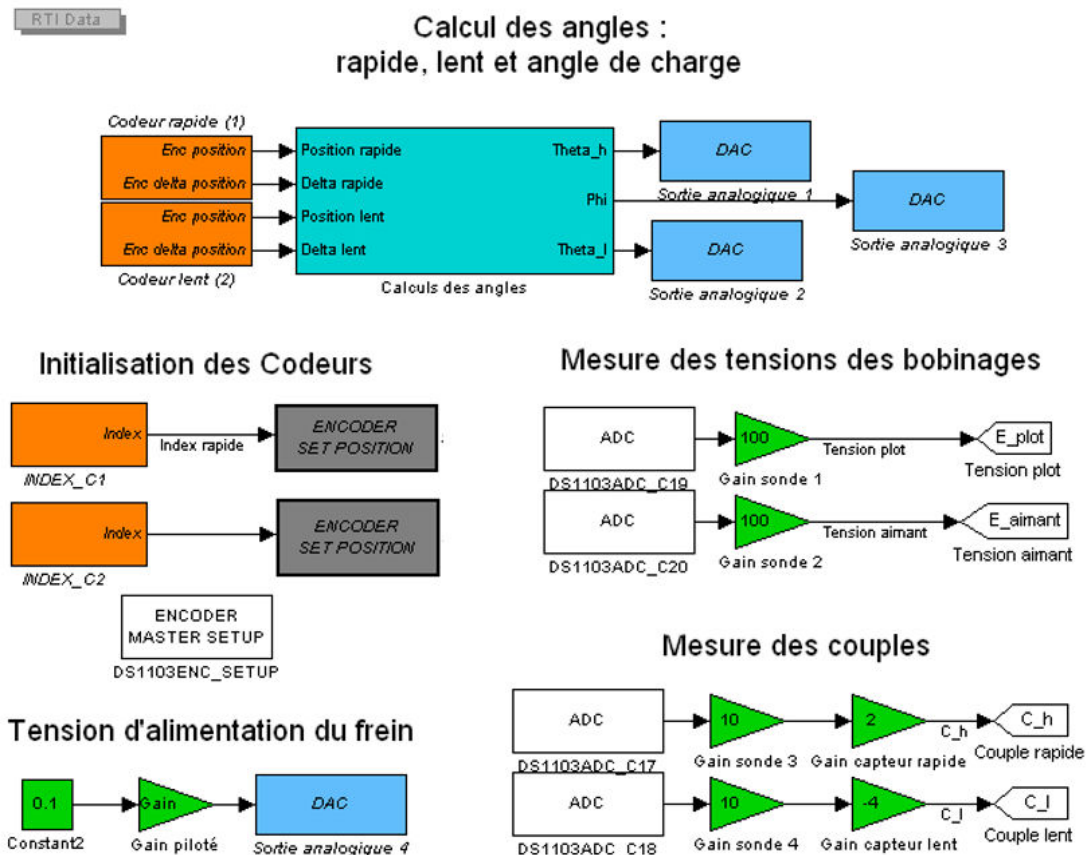 RTI Data
Calcul des angles :
rapide, lent et angle de charge
Codeur rapide (1)
Enc position
Enc delta position
Enc position
Enc delta position
Codeur lent (2)
Position rapide
Delta rapide
Position lent
Delta lent
Theta_h
Phi
Theta_l
Calculs des angles
DAC
Sortie analogique 1
DAC
Sortie analogique 3
DAC
Sortie analogique 2
Initialisation des Codeurs
Index
Index rapide
ENCODER
SET POSITION
INDEX_C1
Index
ENCODER
SET POSITION
INDEX_C2
ENCODER
MASTER SETUP
DS1103ENC_SETUP
Mesure des tensions des bobinages
ADC
100
Tension plot
E_plot
DS1103ADC_C19
Gain sonde 1
Tension plot
ADC
100
Tension aimant
E_aimant
DS1103ADC_C20
Gain sonde 2
Tension aimant
Tension d'alimentation du frein
0.1
Gain
DAC
Constant2
Gain piloté
Sortie analogique 4
Mesure des couples
ADC
10
2
C_h
C_h
DS1103ADC_C17
Gain sonde 3
Gain capteur rapide
Couple rapide
ADC
10
-4
C_l
C_l
DS1103ADC_C18
Gain sonde 4
Gain capteur lent
Couple lent